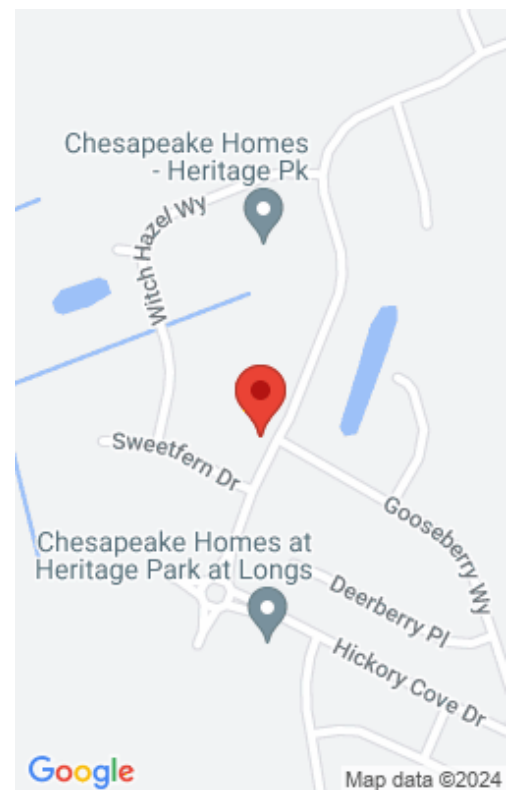 Chesapeake Homes
- Heritage Pk
Witch Hazel Wy
Sweetfern Dr
Gooseberry Wy
Chesapeake Homes at
Heritage Park at Longs
Deerberry Pl
Hickory Cove Dr
Google
Map data ©2024